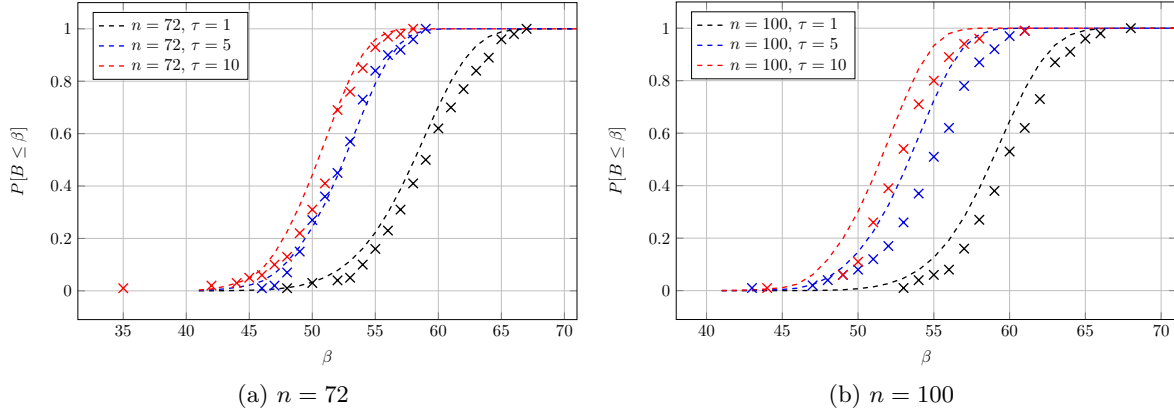 n = 72, τ = 1
n = 72, τ = 5
n = 72, τ = 10
P[B ≤ β]
1
0.8
0.6
0.4
0.2
0
35 40 45 50 55 60 65 70
β
(a) n = 72
n = 100, τ = 1
n = 100, τ = 5
n = 100, τ = 10
P[B ≤ β]
1
0.8
0.6
0.4
0.2
0
40 45 50 55 60 65 70
β
(b) n = 100